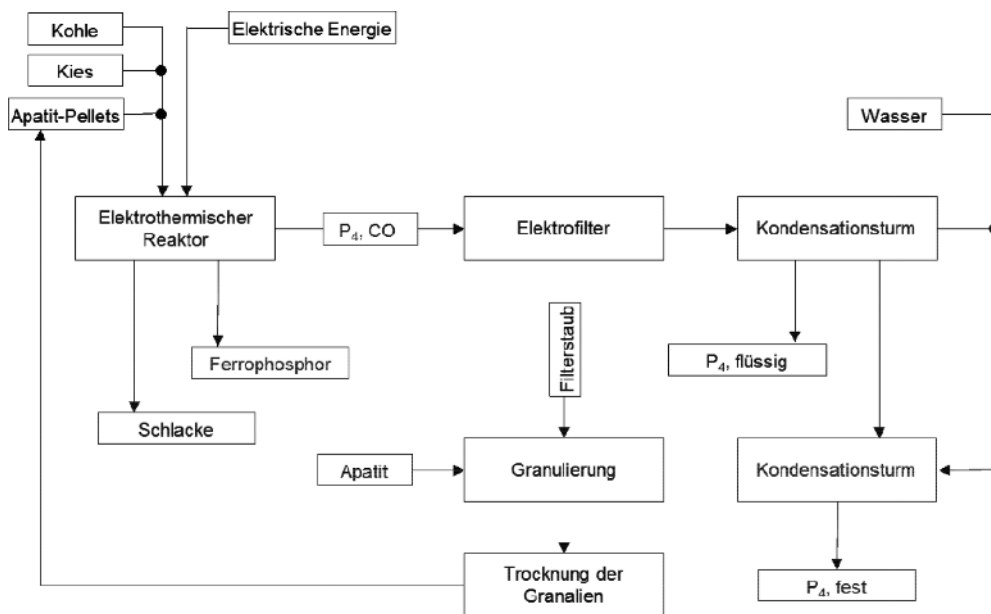 Kohle
Elektrische Energie
Kies
Apatit-Pellets
Wasser
Elektrothemischer
Reaktor
P₄, CO
Elektrofilter
Kondensationsturm
Ferrophosphor
Filterstaub
P₄, flüssig
Schlacke
Apatit
Granulierung
Kondensationsturm
Trocknung der
Granalien
P₄, fest